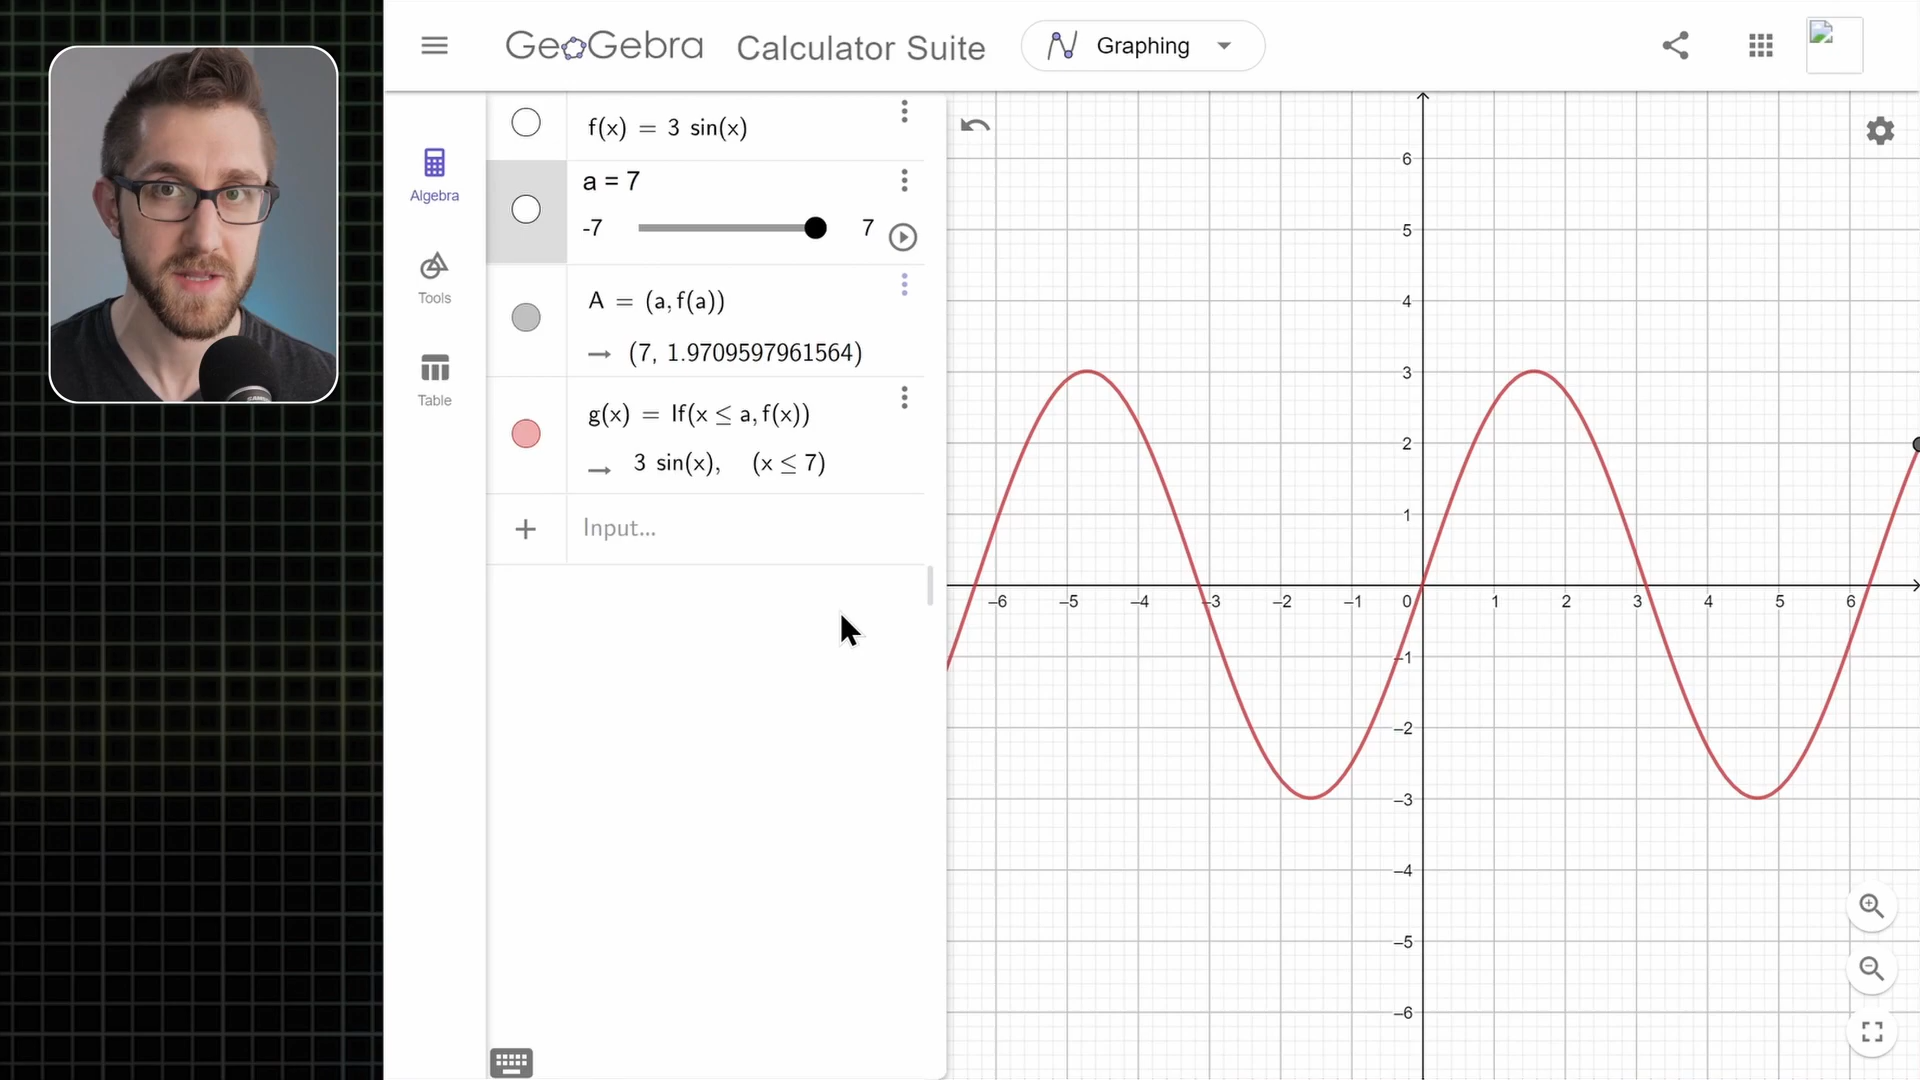 GeoGebra Calculator Suite Graphing
f(x) = 3 sin(x)
a = 7
-7 7
A = (a, f(a))
→ (7, 1.9709597961564)
g(x) = If(x ≤ a, f(x))
→ 3 sin(x), (x ≤ 7)
+ Input...
Algebra
Tools
Table
6
5
4
3
2
1
–6 –5 –4 –3 –2 –1 0 1 2 3 4 5 6
–1
–2
–3
–4
–5
–6